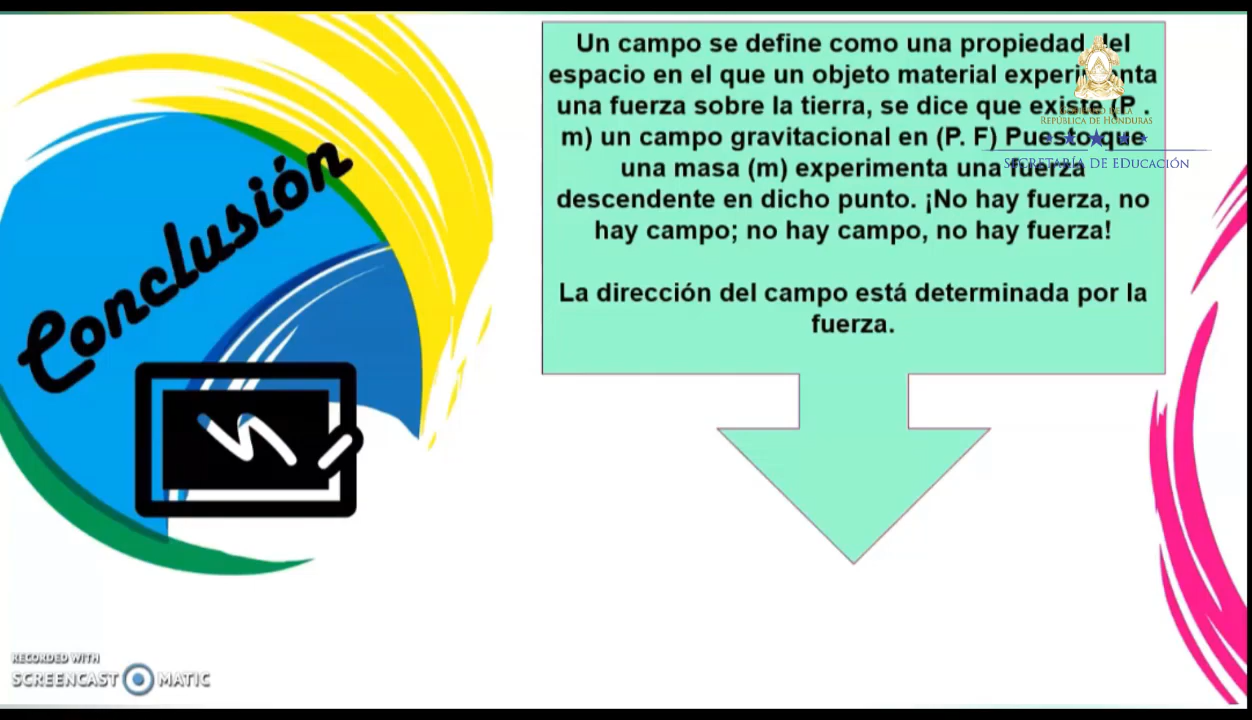 Conclusión
Un campo se define como una propiedad del
espacio en el que un objeto material experimenta
una fuerza sobre la tierra, se dice que existe (P .
m) un campo gravitacional en (P. F) Puesto que
una masa (m) experimenta una fuerza
descendente en dicho punto. ¡No hay fuerza, no
hay campo; no hay campo, no hay fuerza!
La dirección del campo está determinada por la
fuerza.
REPÚBLICA DE HONDURAS
SECRETARÍA DE EDUCACIÓN
RECORDED WITH
SCREENCAST MATIC